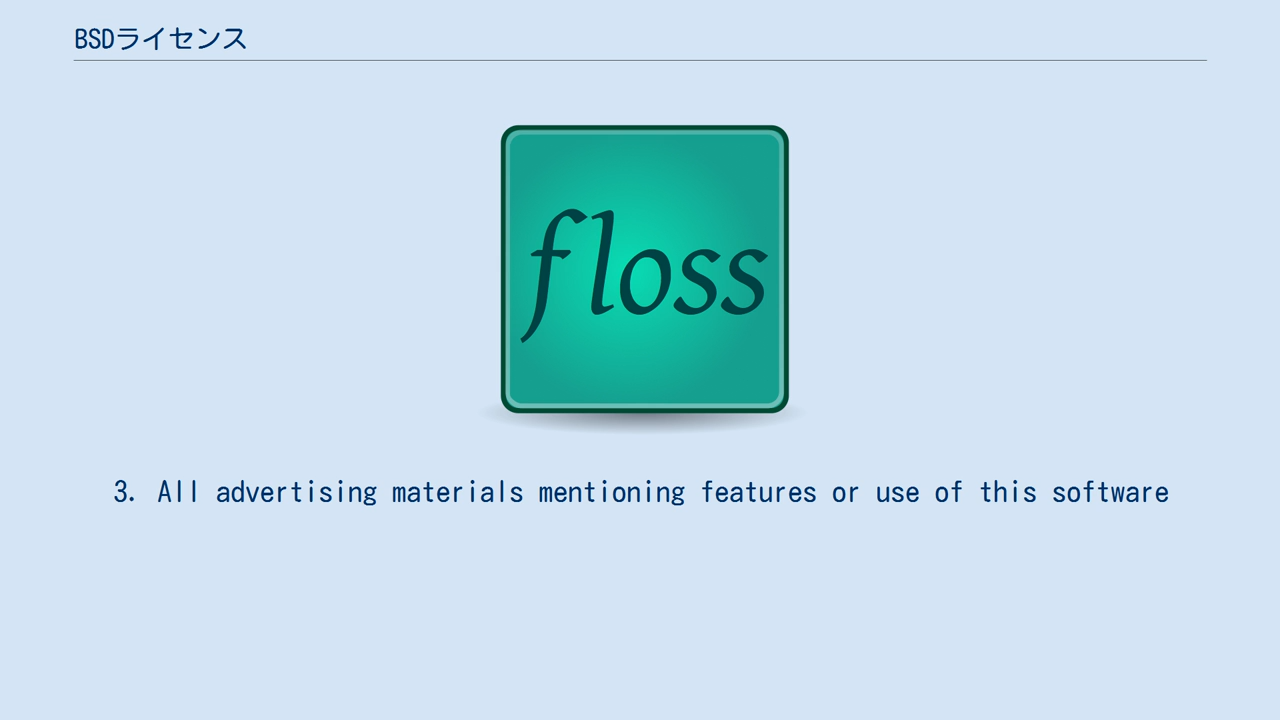 BSDライセンス
floss
3. All advertising materials mentioning features or use of this software